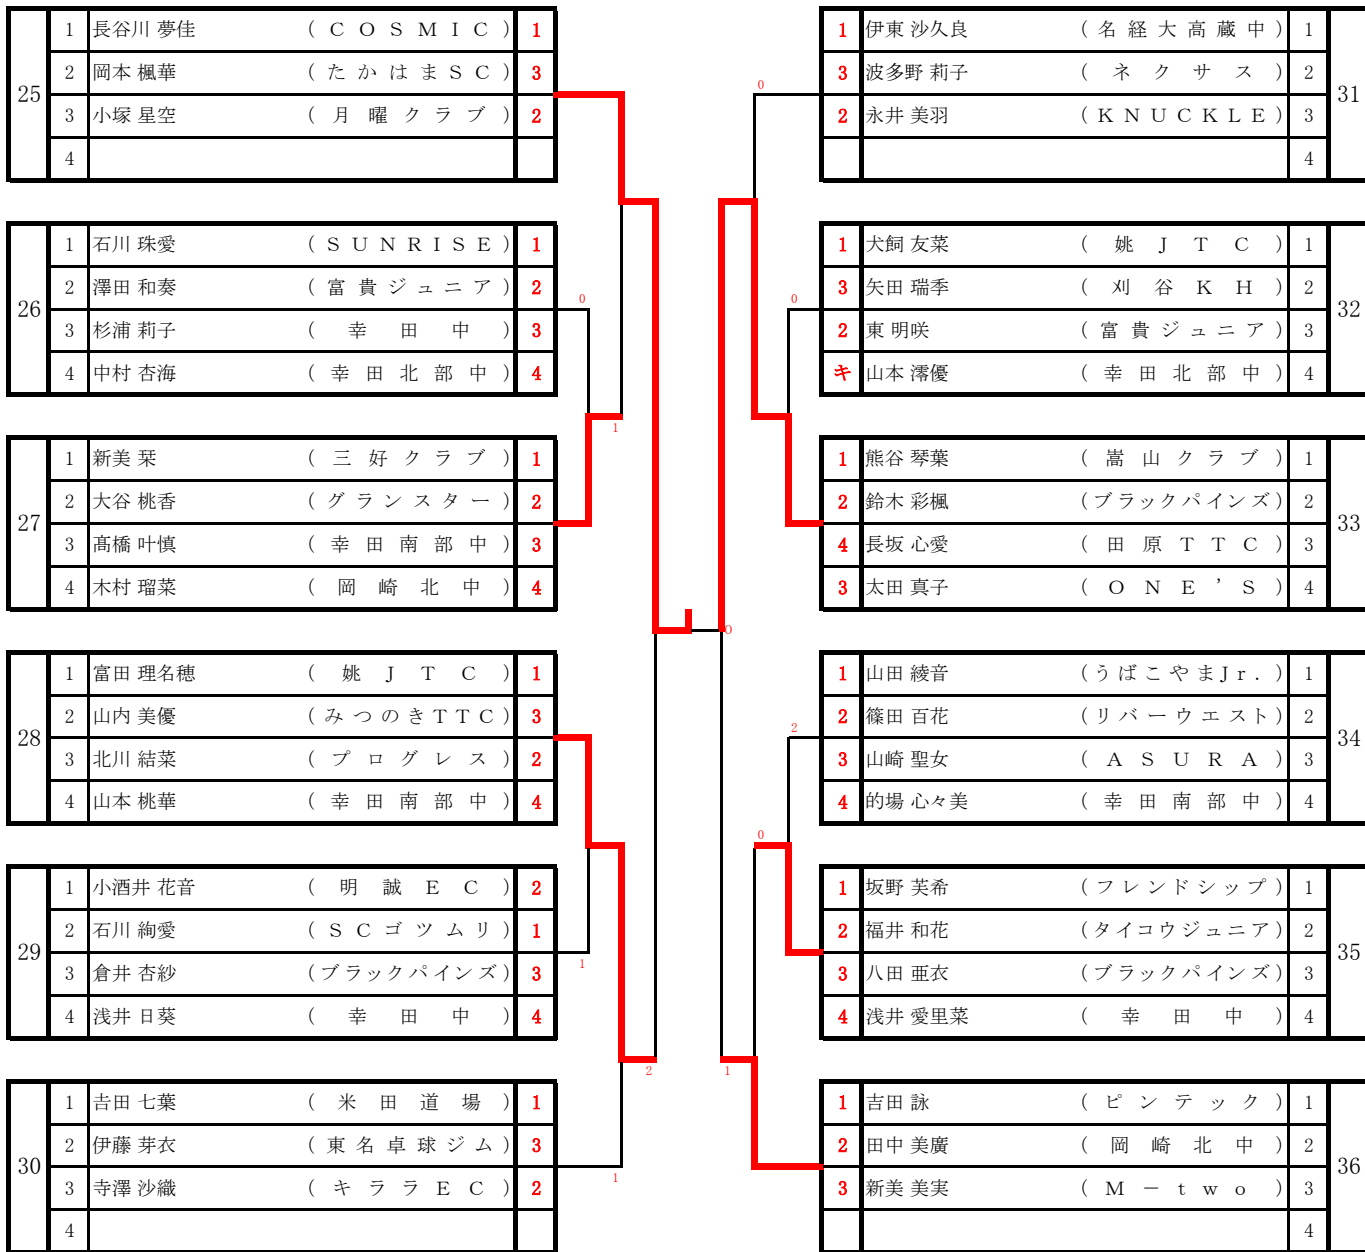 25
1 長谷川 夢佳 (COSMIC) 1
2 岡本 楓華 (たかはまSC) 3
3 小塚 星空 (月曜クラブ) 2
4
26
1 石川 珠愛 (SUNRISE) 1
2 澤田 和奏 (富貴ジュニア) 2
3 杉浦 莉子 (幸田中) 3
4 中村 杏海 (幸田北部中) 4
27
1 新美 栞 (三好クラブ) 1
2 大谷 桃香 (グランスター) 2
3 髙橋 叶慎 (幸田南部中) 3
4 木村 瑠菜 (岡崎北中) 4
28
1 富田 理名穂 (姚JTC) 1
2 山内 美優 (みつのきTTC) 3
3 北川 結菜 (プログレス) 2
4 山本 桃華 (幸田南部中) 4
29
1 小酒井 花音 (明誠EC) 2
2 石川 絢愛 (SCゴツムリ) 1
3 倉井 杏紗 (ブラックパインズ) 3
4 浅井 日葵 (幸田中) 4
30
1 𠮷田 七葉 (米田道場) 1
2 伊藤 芽衣 (東名卓球ジム) 3
3 寺澤 沙織 (キララEC) 2
4
0
1
1
2
1
0
0
0
2
0
1
31
1 伊東 沙久良 (名経大高蔵中) 1
3 波多野 莉子 (ネクサス) 2
2 永井 美羽 (KNUCKLE) 3
4
32
1 犬飼 友菜 (姚JTC) 1
3 矢田 瑞季 (刈谷KH) 2
2 東 明咲 (富貴ジュニア) 3
キ 山本 澪優 (幸田北部中) 4
33
1 熊谷 琴葉 (嵩山クラブ) 1
2 鈴木 彩楓 (ブラックパインズ) 2
4 長坂 心愛 (田原TTC) 3
3 太田 真子 (ONE'S) 4
34
1 山田 綾音 (うばこやまJr.) 1
2 篠田 百花 (リバーウエスト) 2
3 山崎 聖女 (ASURA) 3
4 的場 心々美 (幸田南部中) 4
35
1 坂野 芙希 (フレンドシップ) 1
2 福井 和花 (タイコウジュニア) 2
3 八田 亜衣 (ブラックパインズ) 3
4 浅井 愛里菜 (幸田中) 4
36
1 吉田 詠 (ピンテック) 1
2 田中 美廣 (岡崎北中) 2
3 新美 美実 (M－two) 3
4